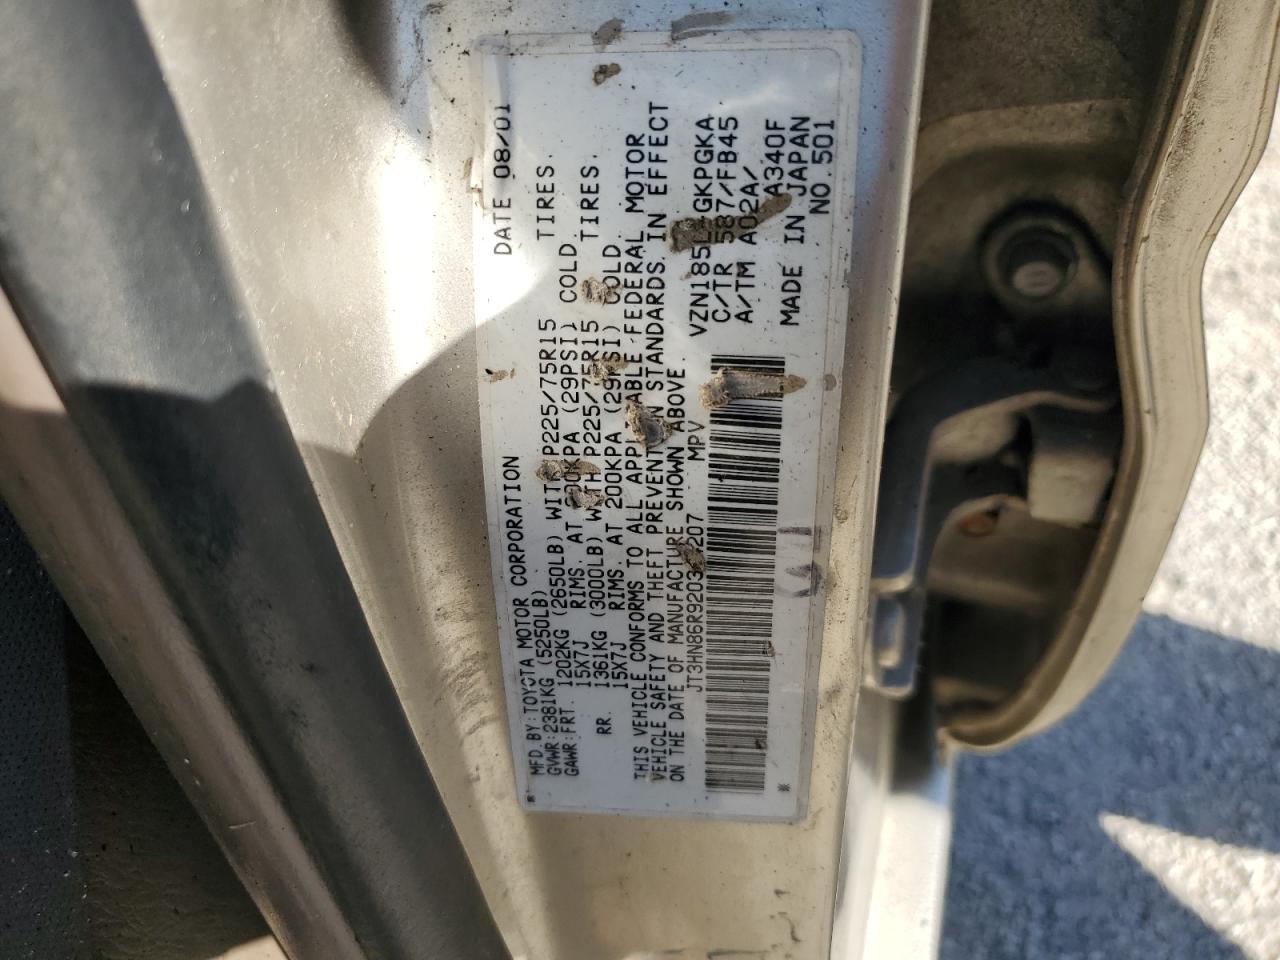 DATE 08/01
MFD.BY:TOYOTA MOTOR CORPORATION
GVWR:2381KG (5250LB)
GAWR:FRT. 1202KG (2650LB) WITH P225/75R15 TIRES.
15X7J RIMS, AT 200KPA (29PSI) COLD.
RR. 1361KG (3000LB) WITH P225/75R15 TIRES.
15X7J RIMS, AT 200KPA (29PSI) COLD
THIS VEHICLE CONFORMS TO ALL APPLICABLE FEDERAL MOTOR
VEHICLE SAFETY AND THEFT PREVENTION STANDARDS IN EFFECT
ON THE DATE OF MANUFACTURE SHOWN ABOVE.
MPV
VZN185L-GKPGKA
C/TR 587/FB45
A/TM A02A/
A340F
MADE IN JAPAN
NO.501